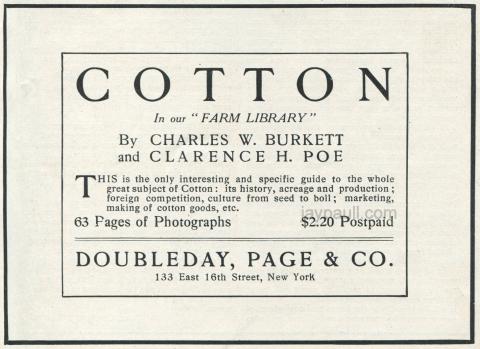 COTTON
In our "FARM LIBRARY"
By CHARLES W. BURKETT
and CLARENCE H. POE
THIS is the only interesting and specific guide to the whole
great subject of Cotton: its history, acreage and production;
foreign competition, culture from seed to boll; marketing,
making of cotton goods, etc.
jaypaull.com
63 Pages of Photographs $2.20 Postpaid
DOUBLEDAY, PAGE & CO.
133 East 16th Street, New York